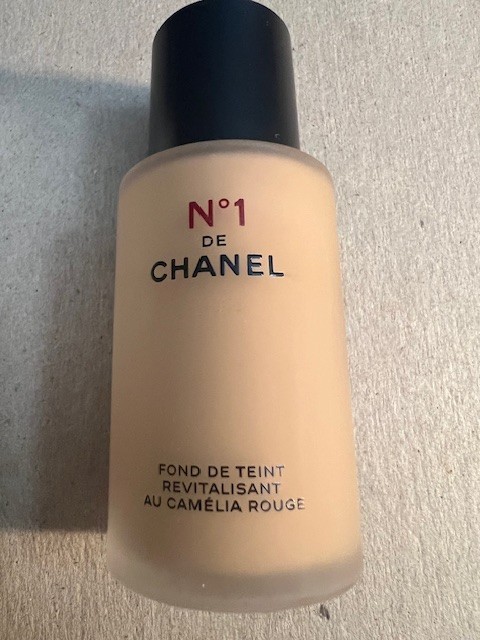 N°1
DE
CHANEL
FOND DE TEINT
REVITALISANT
AU CAMÉLIA ROUGE